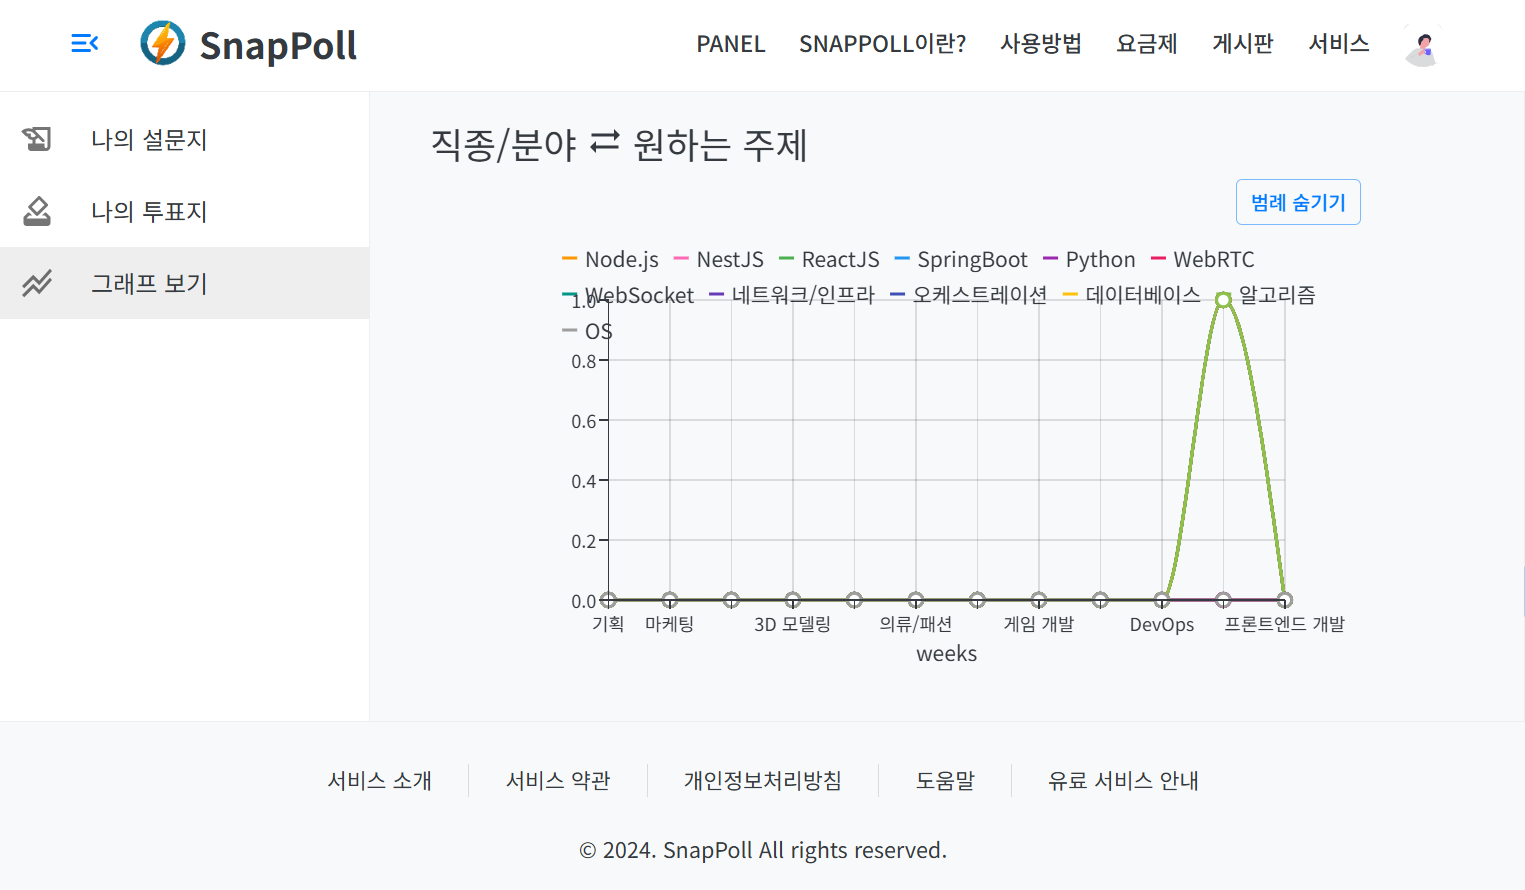 SnapPoll
PANEL SNAPPOLL이란? 사용방법 요금제 게시판 서비스
나의 설문지
나의 투표지
그래프 보기
직종/분야 ⇄ 원하는 주제
범례 숨기기
Node.js NestJS ReactJS SpringBoot Python WebRTC
WebSocket 네트워크/인프라 오케스트레이션 데이터베이스 알고리즘
OS
1.0
0.8
0.6
0.4
0.2
0.0
기획 마케팅 3D 모델링 의류/패션 게임 개발 DevOps 프론트엔드 개발
weeks
서비스 소개 서비스 약관 개인정보처리방침 도움말 유료 서비스 안내
© 2024. SnapPoll All rights reserved.